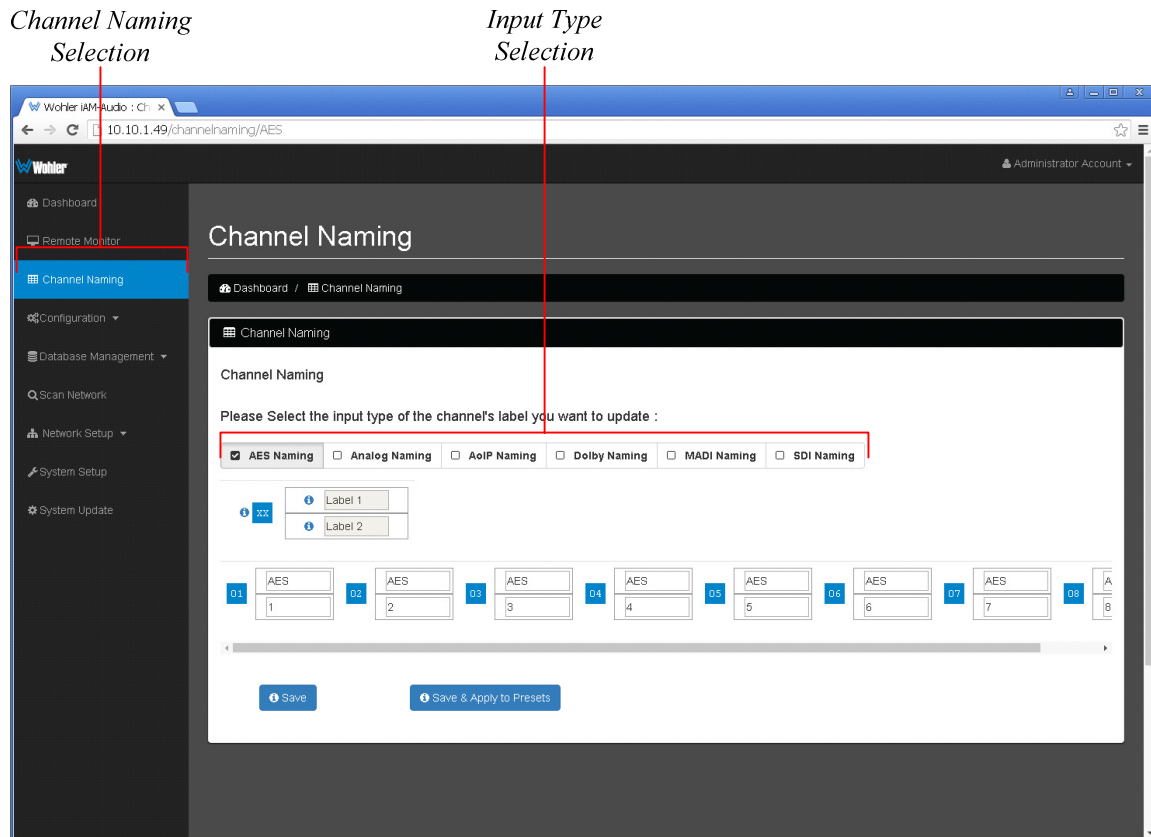 Channel Naming
Selection
Input Type
Selection
Wohler iAM-Audio : Ch
10.10.1.49/channelnaming/AES
Wohler
Administrator Account
Dashboard
Remote Monitor
Channel Naming
Configuration
Database Management
Scan Network
Network Setup
System Setup
System Update
Channel Naming
Dashboard / Channel Naming
Channel Naming
Channel Naming
Please Select the input type of the channel's label you want to update :
AES Naming Analog Naming AoIP Naming Dolby Naming MADI Naming SDI Naming
XX
Label 1
Label 2
01 AES 02 AES 03 AES 04 AES 05 AES 06 AES 07 AES 08 A
1 2 3 4 5 6 7 8
Save Save & Apply to Presets